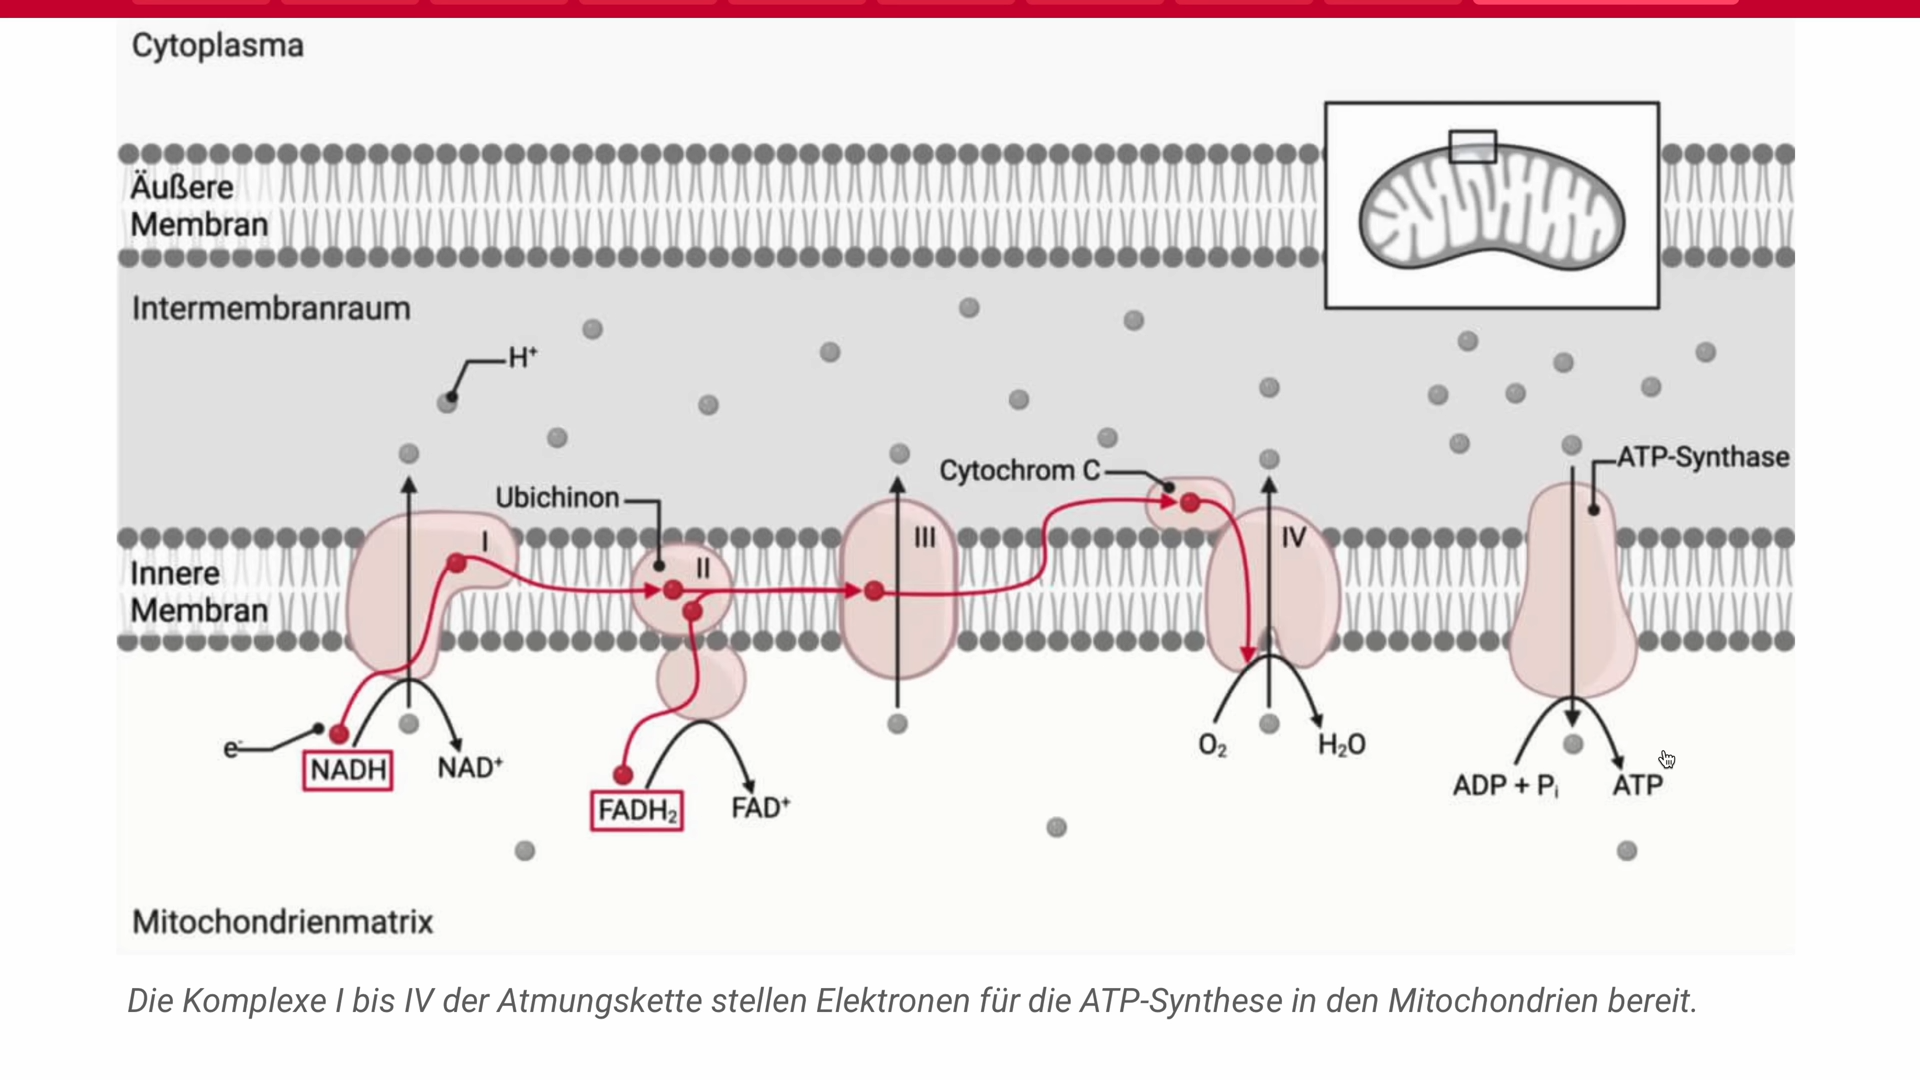 Cytoplasma
Äußere
Membran
Intermembranraum
H⁺
Cytochrom C
ATP-Synthase
Ubichinon
I
II
III
IV
Innere
Membran
e⁻
NADH
NAD⁺
FADH₂
FAD⁺
O₂
H₂O
ADP + Pᵢ
ATP
Mitochondrienmatrix
Die Komplexe I bis IV der Atmungskette stellen Elektronen für die ATP-Synthese in den Mitochondrien bereit.